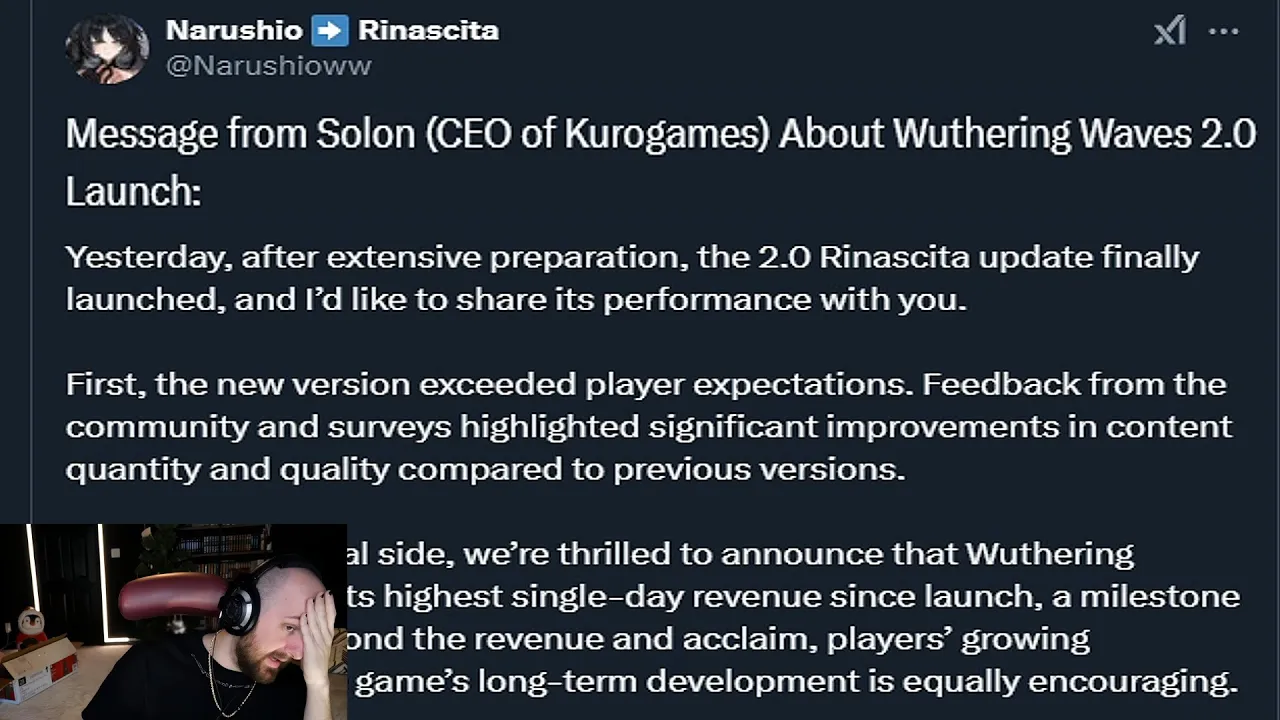 Narushio ➡ Rinascita
@Narushioww
Message from Solon (CEO of Kurogames) About Wuthering Waves 2.0
Launch:
Yesterday, after extensive preparation, the 2.0 Rinascita update finally
launched, and I'd like to share its performance with you.
First, the new version exceeded player expectations. Feedback from the
community and surveys highlighted significant improvements in content
quantity and quality compared to previous versions.
al side, we're thrilled to announce that Wuthering
ts highest single-day revenue since launch, a milestone
ond the revenue and acclaim, players' growing
game's long-term development is equally encouraging.